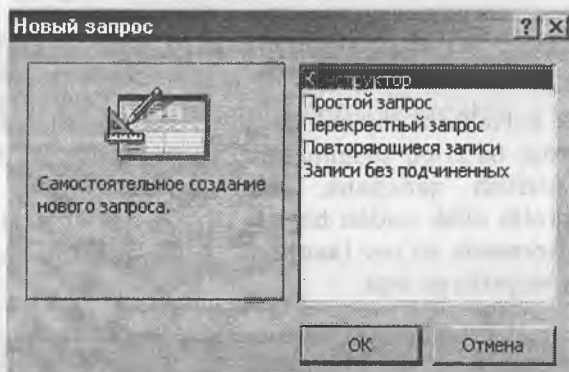 Новый запрос
Самостоятельное создание
нового запроса.
Конструктор
Простой запрос
Перекрестный запрос
Повторяющиеся записи
Записи без подчиненных
ОК
Отмена